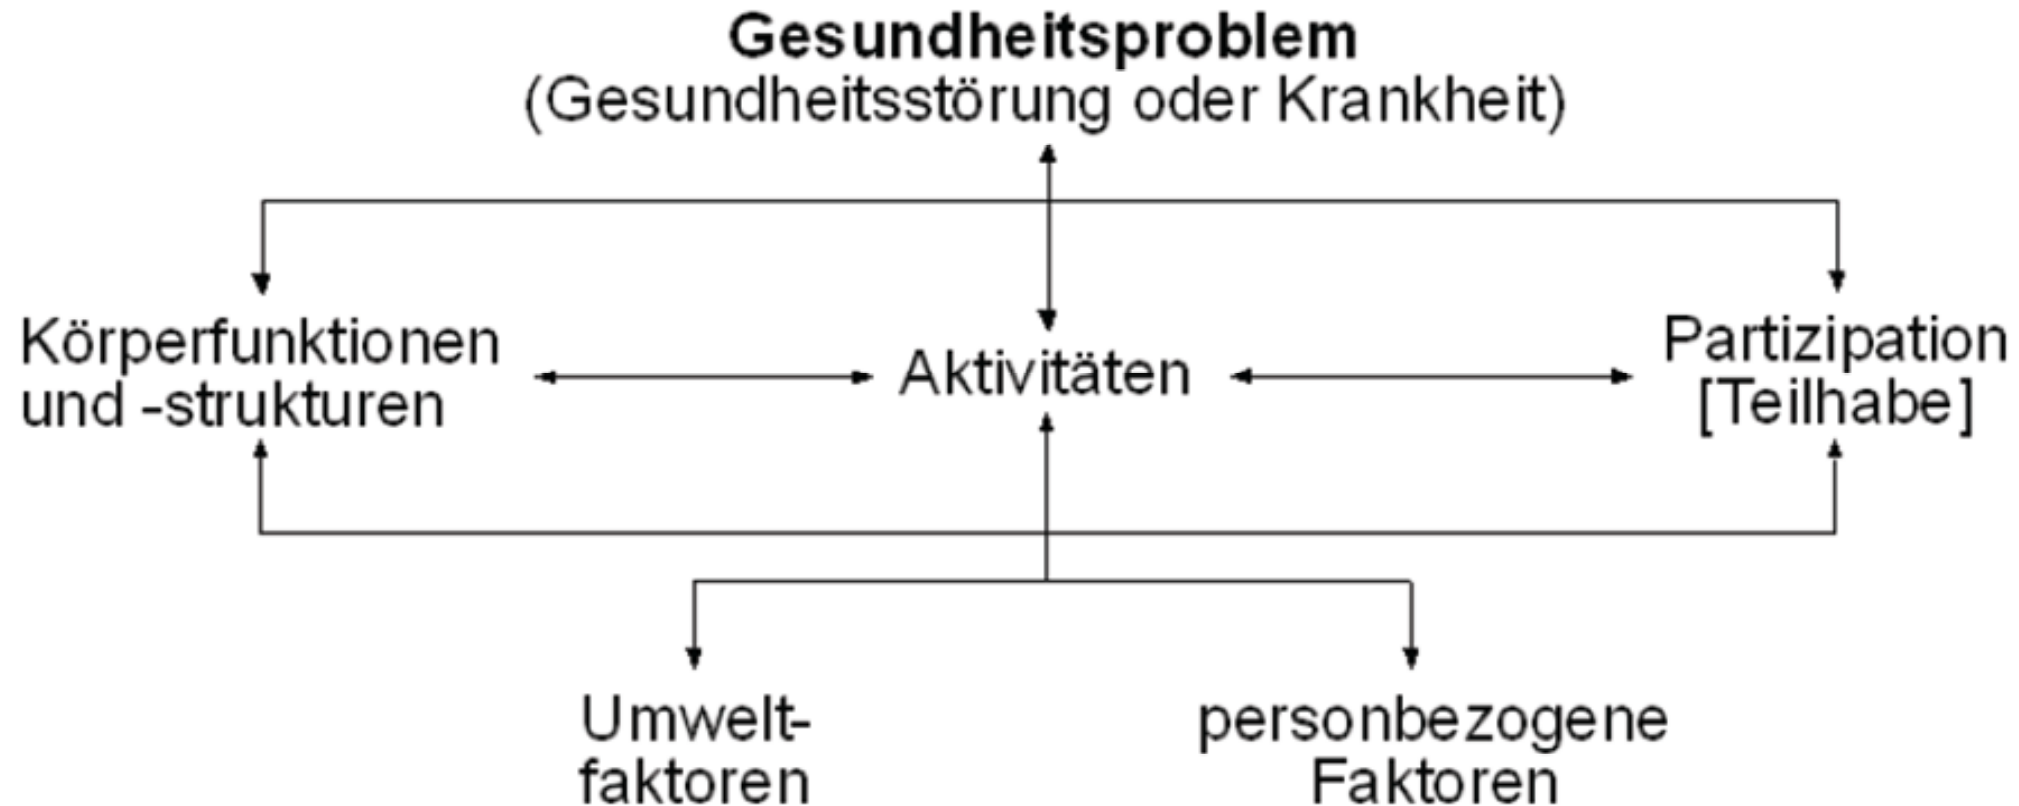 Gesundheitsproblem
(Gesundheitsstörung oder Krankheit)
Körperfunktionen
und -strukturen
Aktivitäten
Partizipation
[Teilhabe]
Umwelt-
faktoren
personbezogene
Faktoren